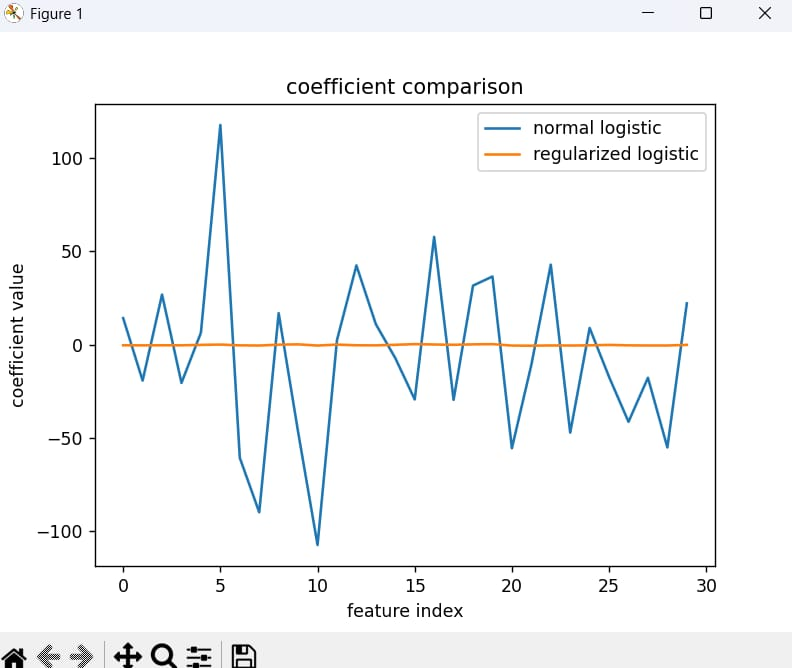 Figure 1
coefficient comparison
normal logistic
regularized logistic
coefficient value
100
50
0
−50
−100
0 5 10 15 20 25 30
feature index